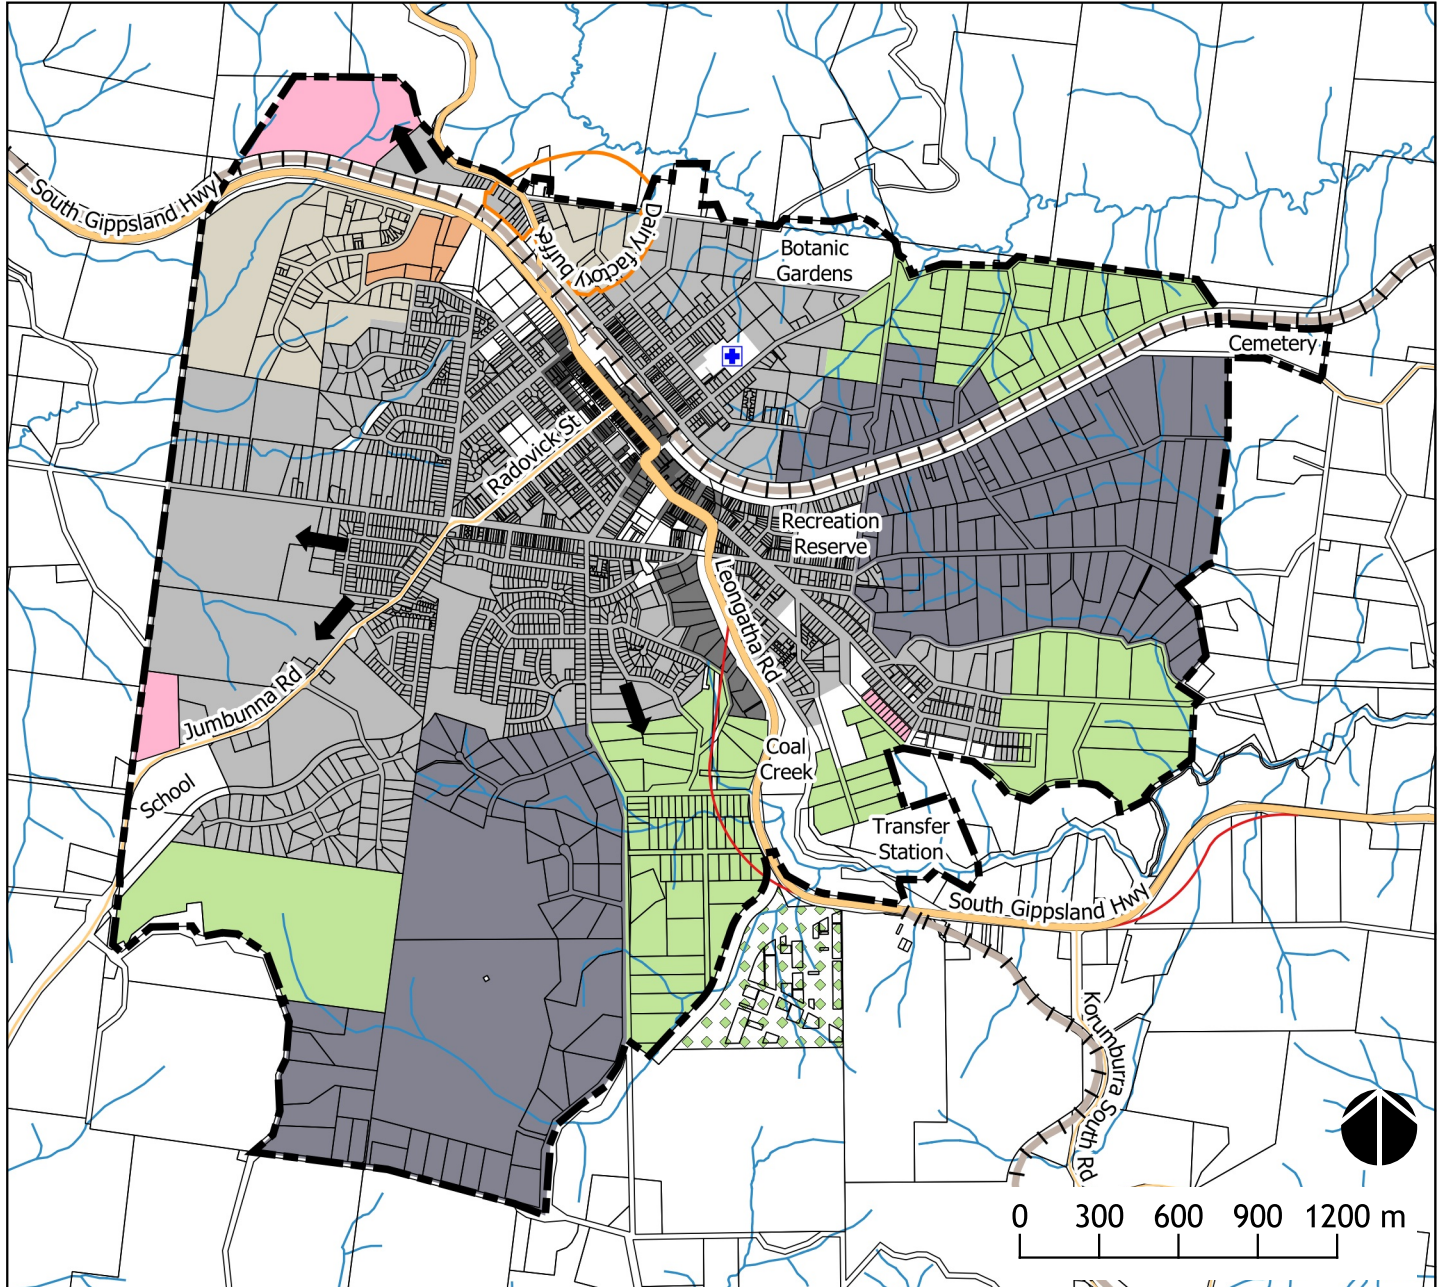 South Gippsland Hwy
Dairy factory buffer
Botanic
Gardens
Cemetery
Radovick St
Recreation
Reserve
Leongatha Rd
Jumbunna Rd
School
Coal
Creek
Transfer
Station
South Gippsland Hwy
Korumburra South Rd
0 300 600 900 1200 m